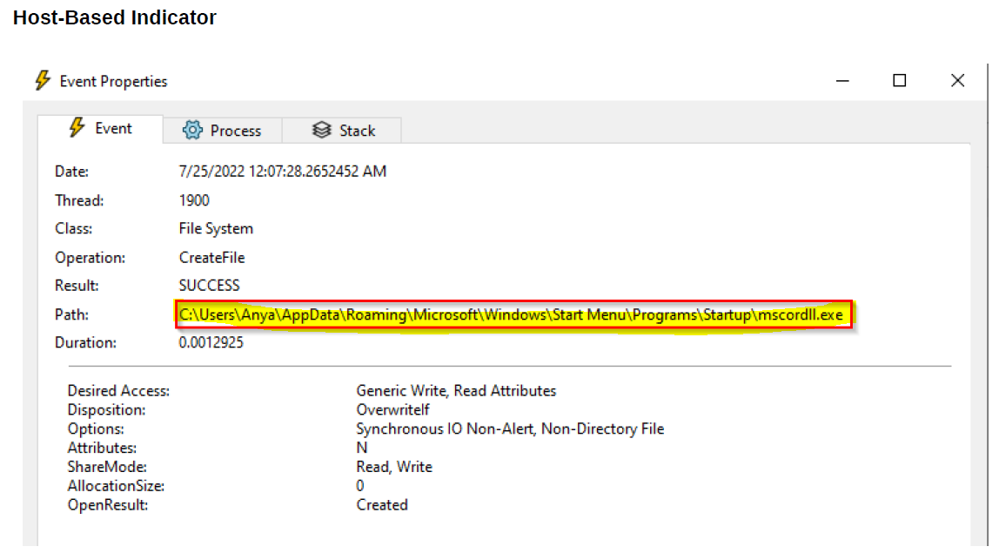 Host-Based Indicator
Event Properties
Event Process Stack
Date: 7/25/2022 12:07:28.2652452 AM
Thread: 1900
Class: File System
Operation: CreateFile
Result: SUCCESS
Path: C:\Users\Anya\AppData\Roaming\Microsoft\Windows\Start Menu\Programs\Startup\mscordll.exe
Duration: 0.0012925
Desired Access: Generic Write, Read Attributes
Disposition: OverwriteIf
Options: Synchronous IO Non-Alert, Non-Directory File
Attributes: N
ShareMode: Read, Write
AllocationSize: 0
OpenResult: Created